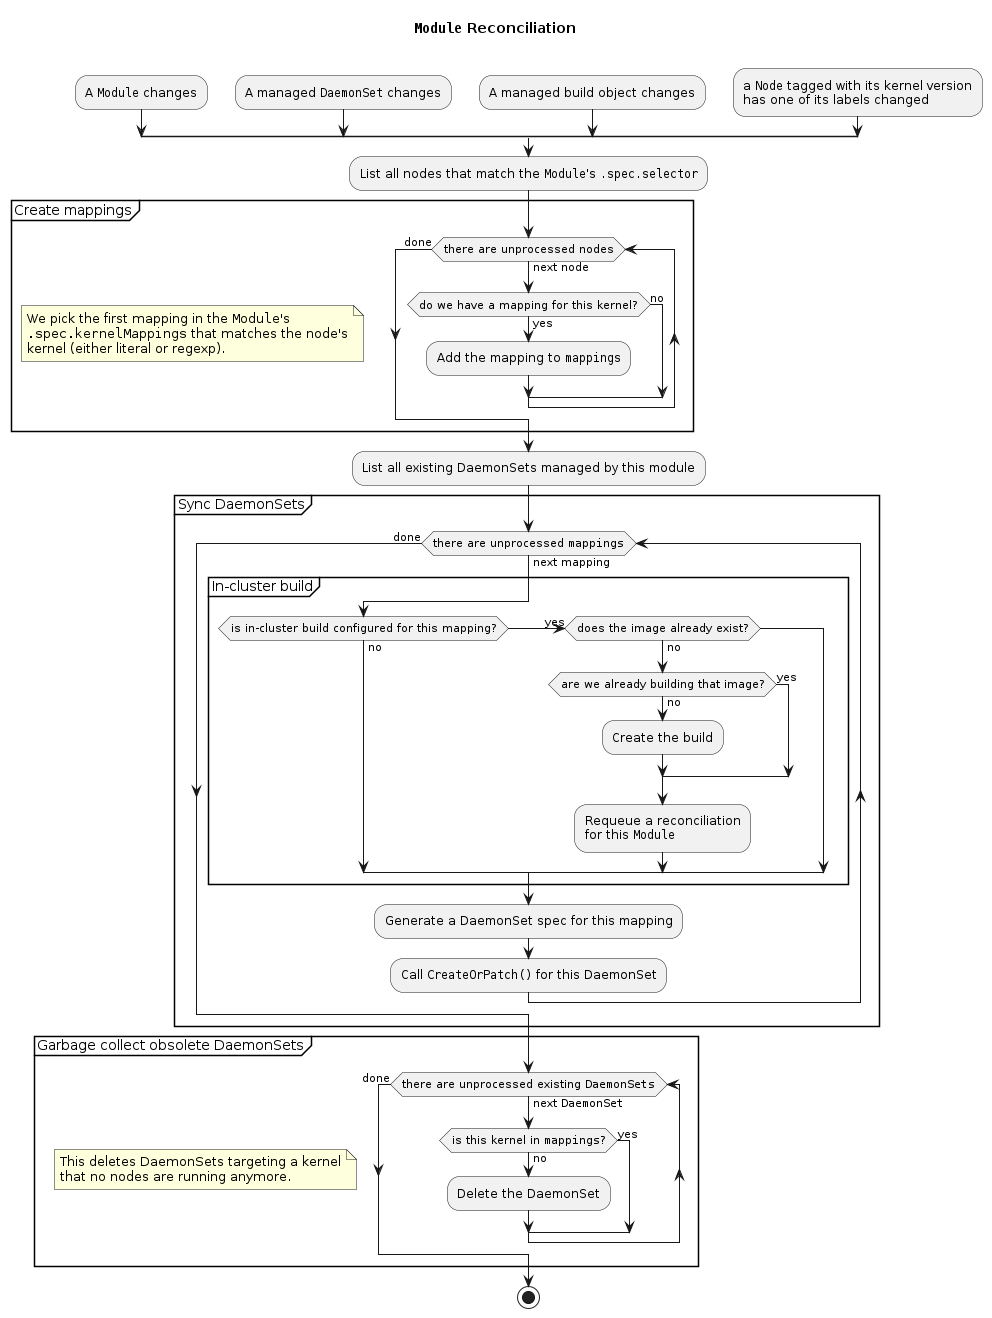 Module Reconciliation
A Module changes
A managed DaemonSet changes
A managed build object changes
a Node tagged with its kernel version
has one of its labels changed
List all nodes that match the Module's .spec.selector
Create mappings
done
there are unprocessed nodes
next node
do we have a mapping for this kernel?
no
yes
We pick the first mapping in the Module's
.spec.kernelMappings that matches the node's
kernel (either literal or regexp).
Add the mapping to mappings
List all existing DaemonSets managed by this module
Sync DaemonSets
done
there are unprocessed mappings
next mapping
In-cluster build
is in-cluster build configured for this mapping?
yes
does the image already exist?
no
no
are we already building that image?
yes
no
Create the build
Requeue a reconciliation
for this Module
Generate a DaemonSet spec for this mapping
Call CreateOrPatch() for this DaemonSet
Garbage collect obsolete DaemonSets
done
there are unprocessed existing DaemonSets
next DaemonSet
is this kernel in mappings?
yes
no
This deletes DaemonSets targeting a kernel
that no nodes are running anymore.
Delete the DaemonSet